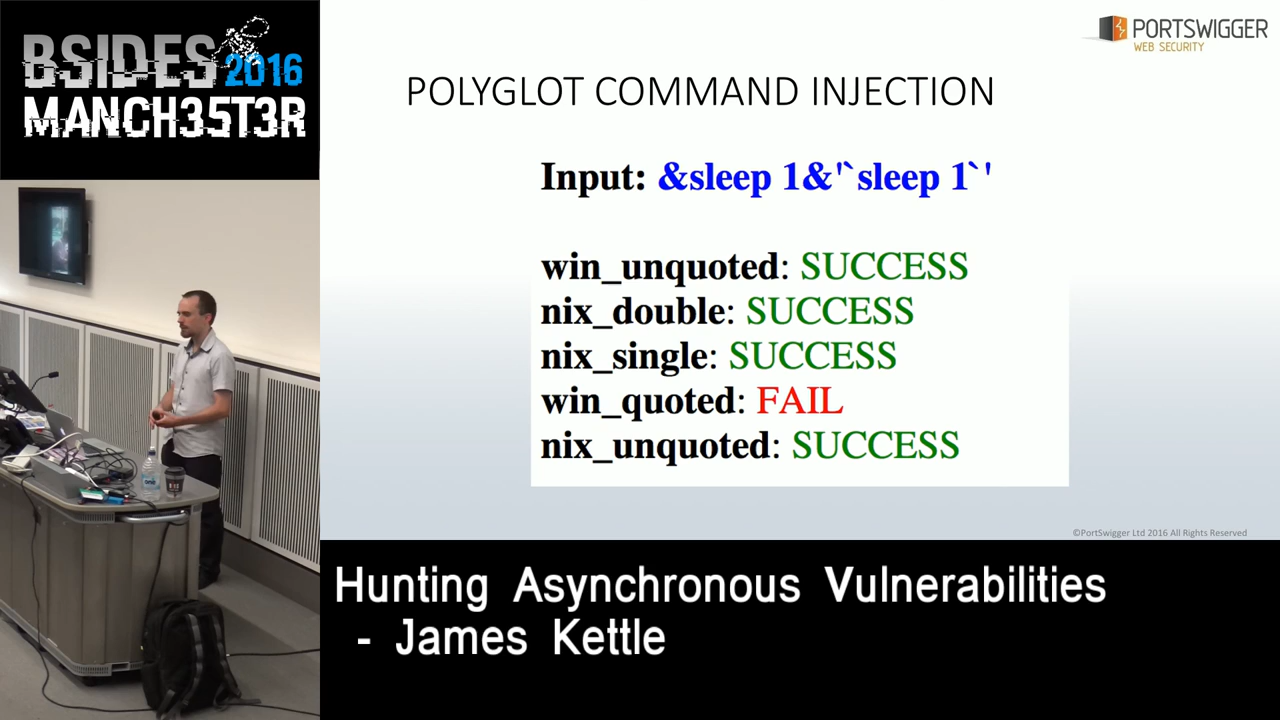 BSIDES 2016
MANCH35T3R
PORTSWIGGER
WEB SECURITY
POLYGLOT COMMAND INJECTION
Input: &sleep 1&'`sleep 1`'
win_unquoted: SUCCESS
nix_double: SUCCESS
nix_single: SUCCESS
win_quoted: FAIL
nix_unquoted: SUCCESS
©PortSwigger Ltd 2016 All Rights Reserved
Hunting Asynchronous Vulnerabilities
- James Kettle